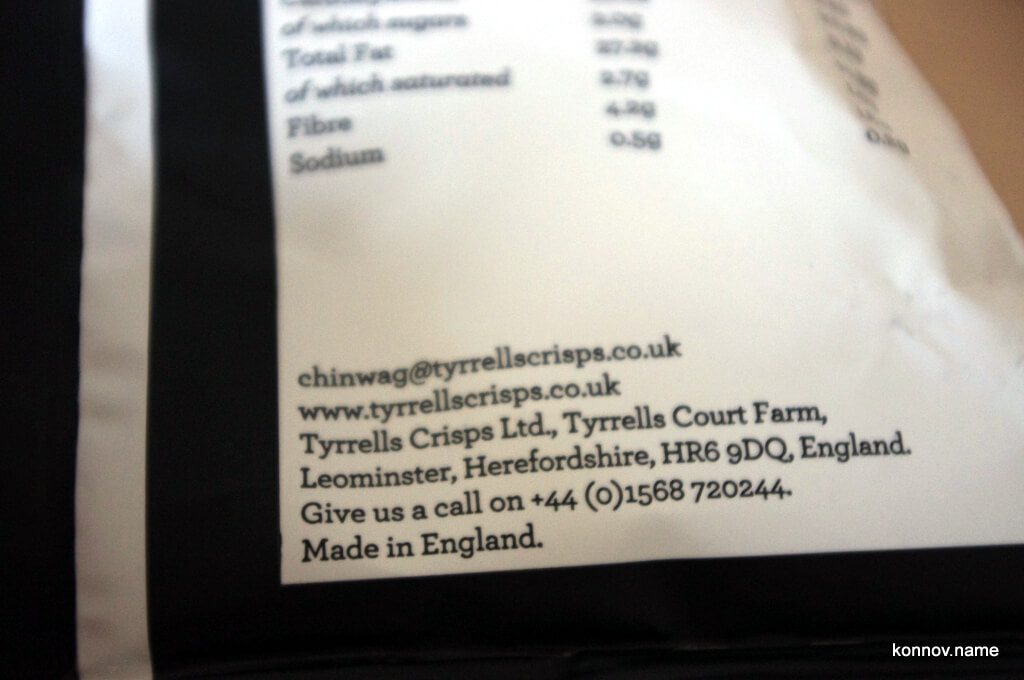 of which sugars 2.0g
Total Fat 27.2g
of which saturated 2.7g
Fibre 4.2g
Sodium 0.5g
chinwag@tyrrellscrisps.co.uk
www.tyrrellscrisps.co.uk
Tyrrells Crisps Ltd., Tyrrells Court Farm,
Leominster, Herefordshire, HR6 9DQ, England.
Give us a call on +44 (0)1568 720244.
Made in England.
konnov.name